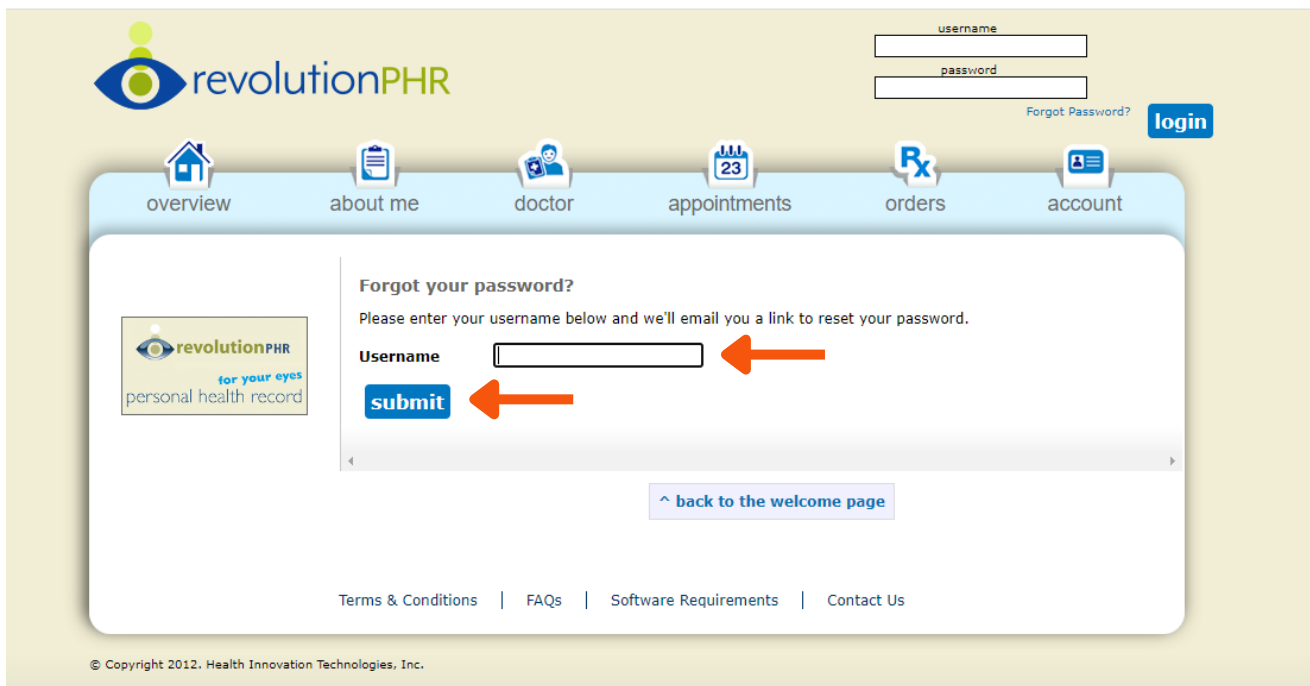 revolutionPHR
username
password
Forgot Password?
login
23
Rx
overview
about me
doctor
appointments
orders
account
Forgot your password?
Please enter your username below and we'll email you a link to reset your password.
Username
submit
revolutionPHR
for your eyes
personal health record
^ back to the welcome page
Terms & Conditions | FAQs | Software Requirements | Contact Us
© Copyright 2012. Health Innovation Technologies, Inc.